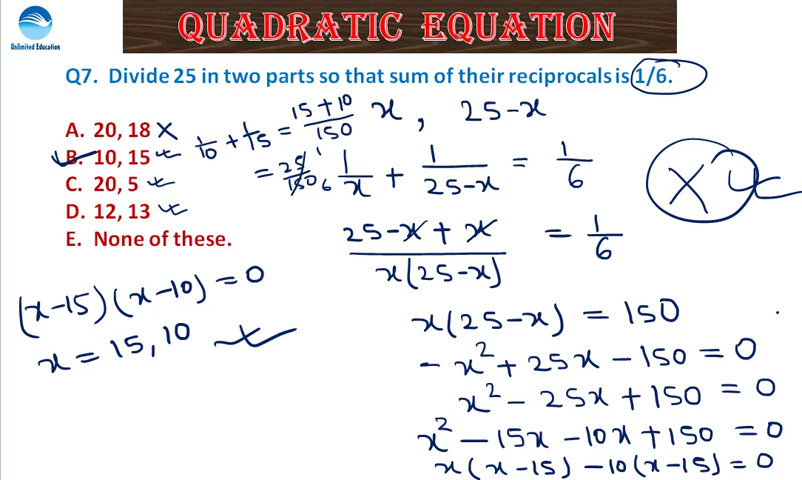 QUADRATIC EQUATION
Unlimited Education
Q7. Divide 25 in two parts so that sum of their reciprocals is 1/6.
A. 20, 18 X
B. 10, 15
C. 20, 5
D. 12, 13
E. None of these.
1/10 + 1/15 = (15+10)/150
= 25/150 1 6
x, 25-x
1/x + 1/(25-x) = 1/6
(25-x+x)/(x(25-x)) = 1/6
x(25-x) = 150
-x² + 25x - 150 = 0
x² - 25x + 150 = 0
x² - 15x - 10x + 150 = 0
x(x-15) - 10(x-15) = 0
(x-15)(x-10) = 0
x = 15, 10
X